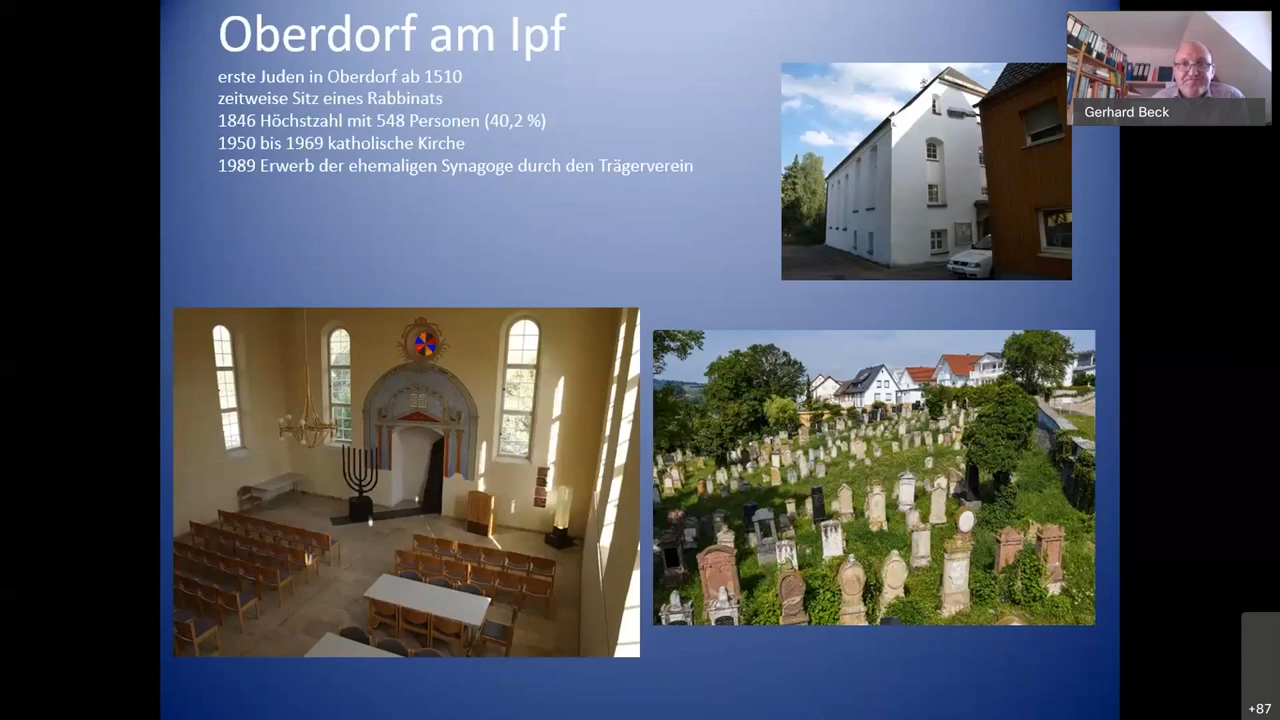 Oberdorf am Ipf
erste Juden in Oberdorf ab 1510
zeitweise Sitz eines Rabbinats
1846 Höchstzahl mit 548 Personen (40,2 %)
1950 bis 1969 katholische Kirche
1989 Erwerb der ehemaligen Synagoge durch den Trägerverein
Gerhard Beck
+87